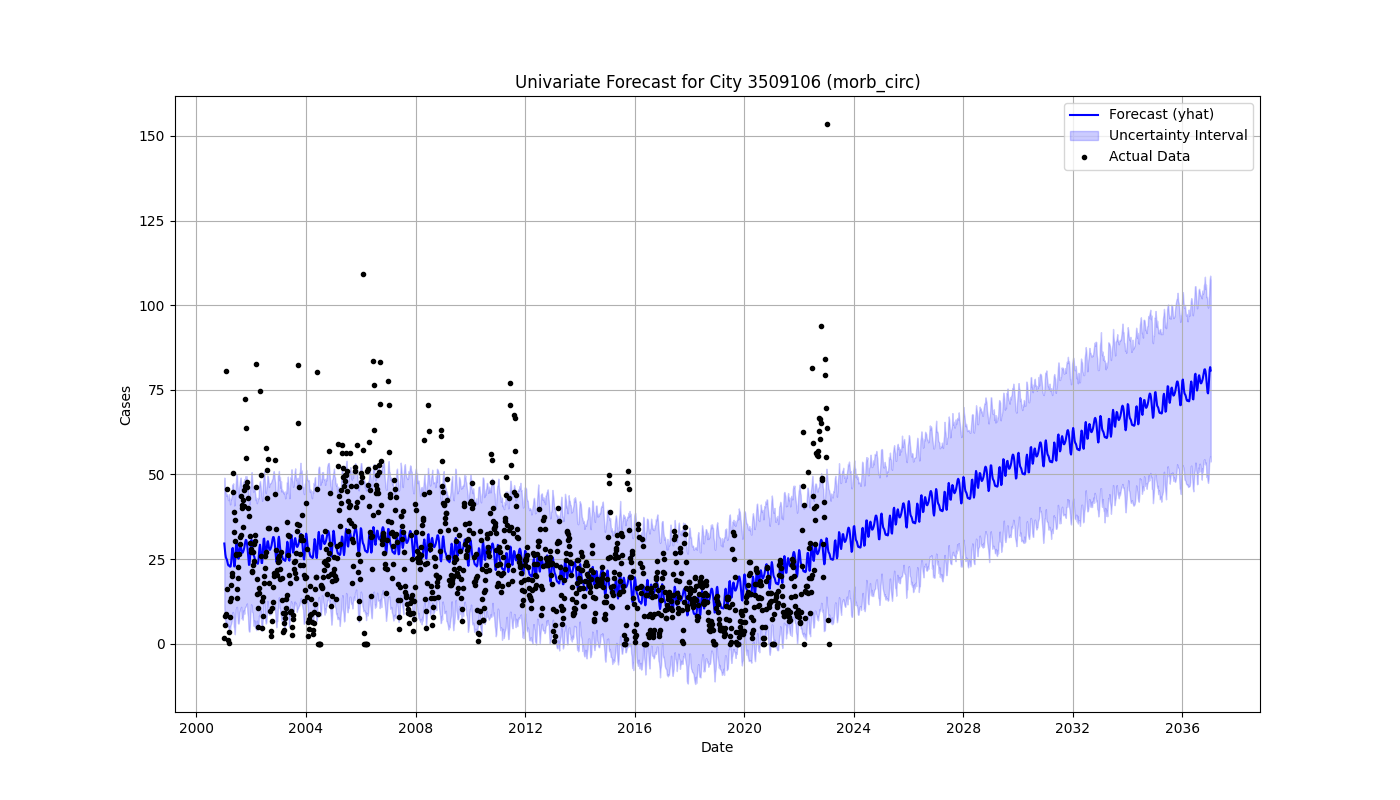 Univariate Forecast for City 3509106 (morb_circ)
Forecast (yhat)
Uncertainty Interval
Actual Data
150
125
100
75
50
25
0
Cases
2000 2004 2008 2012 2016 2020 2024 2028 2032 2036
Date